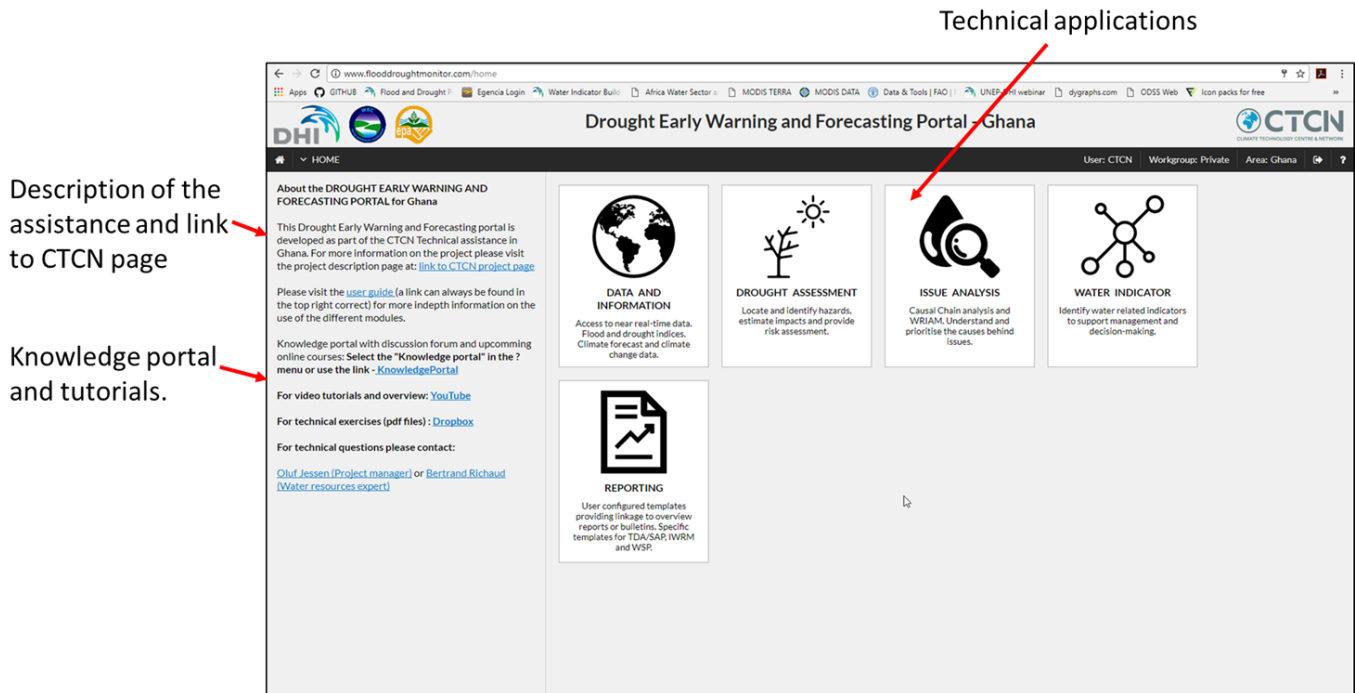 Technical applications
www.flooddroughtmonitor.com/home
Apps GITHUB Flood and Drought P Egencia Login Water Indicator Build Africa Water Sector a MODIS TERRA MODIS DATA Data & Tools | FAO | UNEP-DHI webinar dygraphs.com ODSS Web Icon packs for free »
DHI WRC epa
Drought Early Warning and Forecasting Portal - Ghana
CTCN
CLIMATE TECHNOLOGY CENTRE & NETWORK
HOME
User: CTCN Workgroup: Private Area: Ghana ?
Description of the
assistance and link
to CTCN page
Knowledge portal
and tutorials.
About the DROUGHT EARLY WARNING AND
FORECASTING PORTAL for Ghana
This Drought Early Warning and Forecasting portal is
developed as part of the CTCN Technical assistance in
Ghana. For more information on the project please visit
the project description page at: link to CTCN project page
Please visit the user guide (a link can always be found in
the top right correct) for more indepth information on the
use of the different modules.
Knowledge portal with discussion forum and upcomming
online courses: Select the "Knowledge portal" in the ?
menu or use the link - KnowledgePortal
For video tutorials and overview: YouTube
For technical exercises (pdf files) : Dropbox
For technical questions please contact:
Oluf Jessen (Project manager) or Bertrand Richaud
(Water resources expert)
DATA AND
INFORMATION
Access to near real-time data.
Flood and drought indices.
Climate forecast and climate
change data.
DROUGHT ASSESSMENT
Locate and identify hazards,
estimate impacts and provide
risk assessment.
ISSUE ANALYSIS
Causal Chain analysis and
WRIAM. Understand and
prioritise the causes behind
issues.
WATER INDICATOR
Identify water related indicators
to support management and
decision-making.
REPORTING
User configured templates
providing linkage to overview
reports or bulletins. Specific
templates for TDA/SAP, IWRM
and WSP.